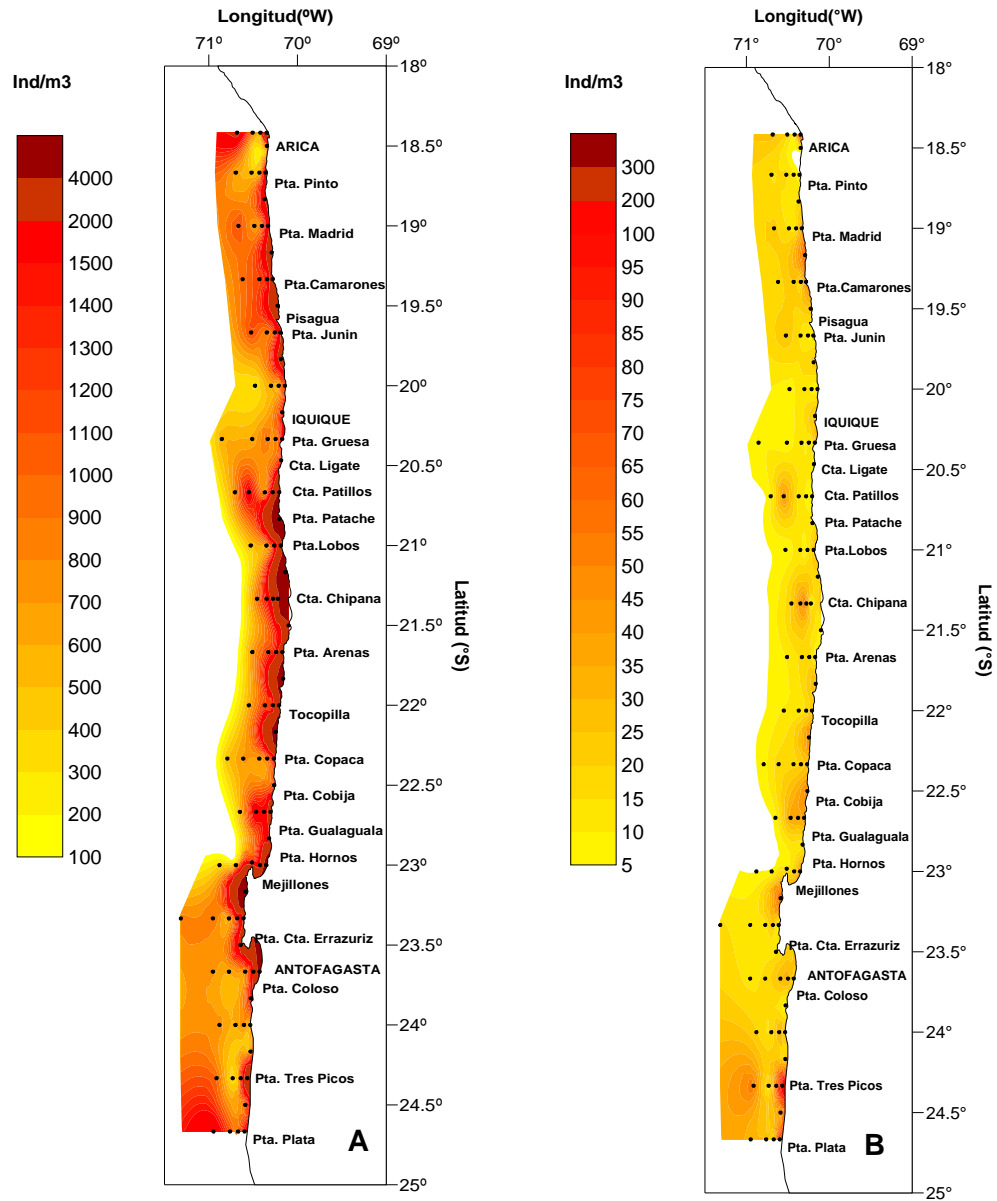 Longitud(ºW)
71° 70° 69°
Ind/m3
4000
2000
1500
1400
1300
1200
1100
1000
900
800
700
600
500
400
300
200
100
18º
18.5º
19º
19.5º
20º
20.5º
21º
21.5º
22º
22.5º
23º
23.5º
24º
24.5º
25º
Latitud (°S)
ARICA
Pta. Pinto
Pta. Madrid
Pta.Camarones
Pisagua
Pta. Junin
IQUIQUE
Pta. Gruesa
Cta. Ligate
Cta. Patillos
Pta. Patache
Pta.Lobos
Cta. Chipana
Pta. Arenas
Tocopilla
Pta. Copaca
Pta. Cobija
Pta. Gualaguala
Pta. Hornos
Mejillones
Pta. Cta. Errazuriz
ANTOFAGASTA
Pta. Coloso
Pta. Tres Picos
Pta. Plata
A
Longitud(°W)
71° 70° 69°
Ind/m3
300
200
100
95
90
85
80
75
70
65
60
55
50
45
40
35
30
25
20
15
10
5
18°
18.5°
19°
19.5°
20°
20.5°
21°
21.5°
22°
22.5°
23°
23.5°
24°
24.5°
25°
Latitud (°S)
ARICA
Pta. Pinto
Pta. Madrid
Pta.Camarones
Pisagua
Pta. Junin
IQUIQUE
Pta. Gruesa
Cta. Ligate
Cta. Patillos
Pta. Patache
Pta.Lobos
Cta. Chipana
Pta. Arenas
Tocopilla
Pta. Copaca
Pta. Cobija
Pta. Gualaguala
Pta. Hornos
Mejillones
Pta. Cta. Errazuriz
ANTOFAGASTA
Pta. Coloso
Pta. Tres Picos
Pta. Plata
B